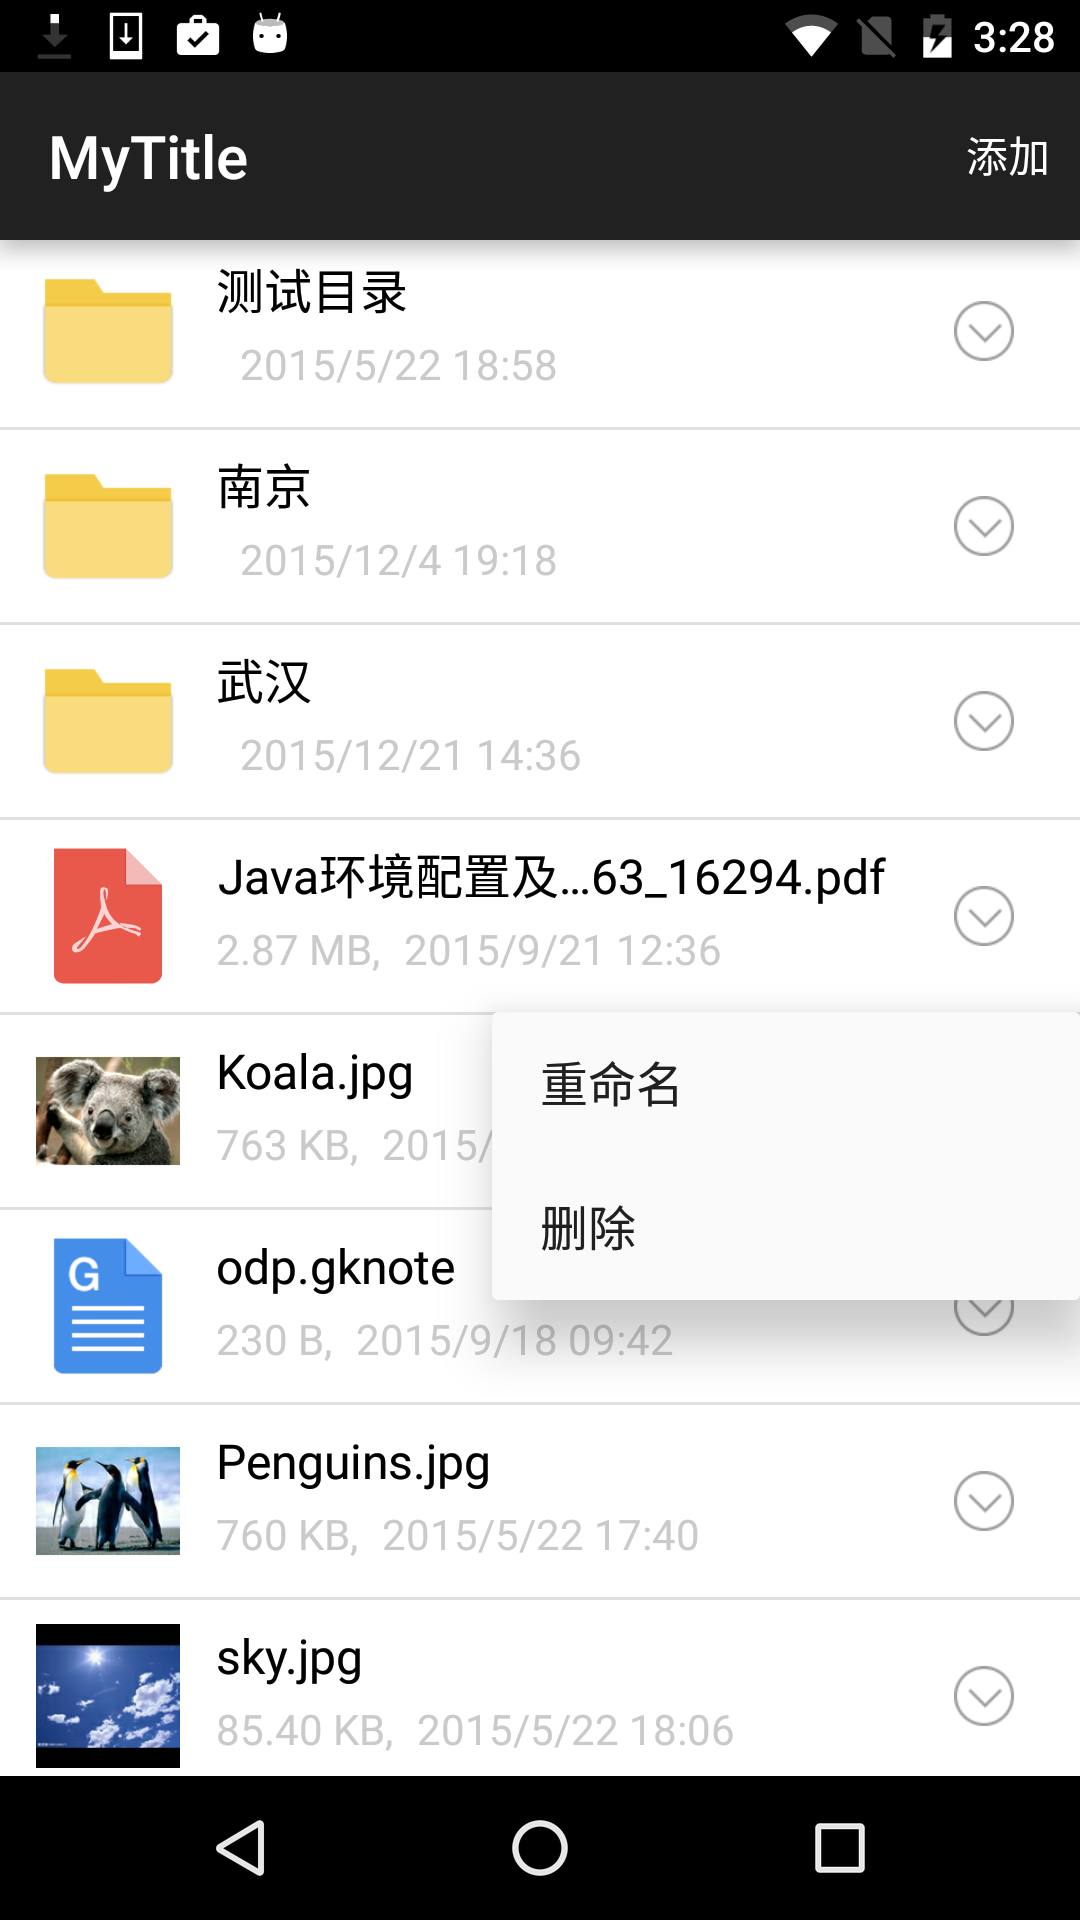 3:28
MyTitle
添加
测试目录
2015/5/22 18:58
南京
2015/12/4 19:18
武汉
2015/12/21 14:36
Java环境配置及...63_16294.pdf
2.87 MB, 2015/9/21 12:36
Koala.jpg
763 KB, 2015/
重命名
删除
G
odp.gknote
230 B, 2015/9/18 09:42
Penguins.jpg
760 KB, 2015/5/22 17:40
sky.jpg
85.40 KB, 2015/5/22 18:06